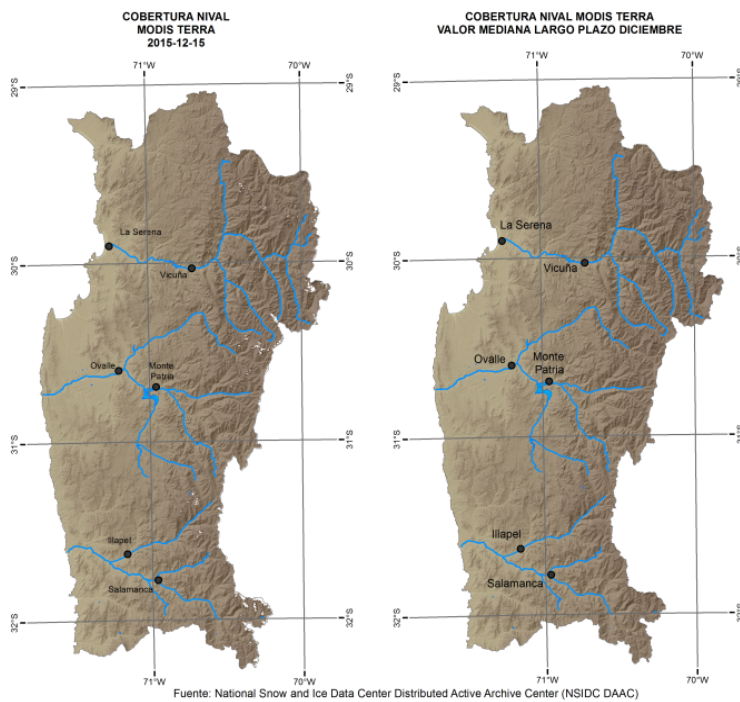 COBERTURA NIVAL
MODIS TERRA
2015-12-15
COBERTURA NIVAL MODIS TERRA
VALOR MEDIANA LARGO PLAZO DICIEMBRE
71°W
70°W
71°W
70°W
29°S
29°S
La Serena
La Serena
30°S
Vicuña
30°S
30°S
Vicuña
Ovalle
Monte
Patria
Ovalle
Monte
Patria
31°S
31°S
31°S
Illapel
Salamanca
Illapel
Salamanca
32°S
32°S
32°S
71°W
70°W
71°W
70°W
Fuente: National Snow and Ice Data Center Distributed Active Archive Center (NSIDC DAAC)